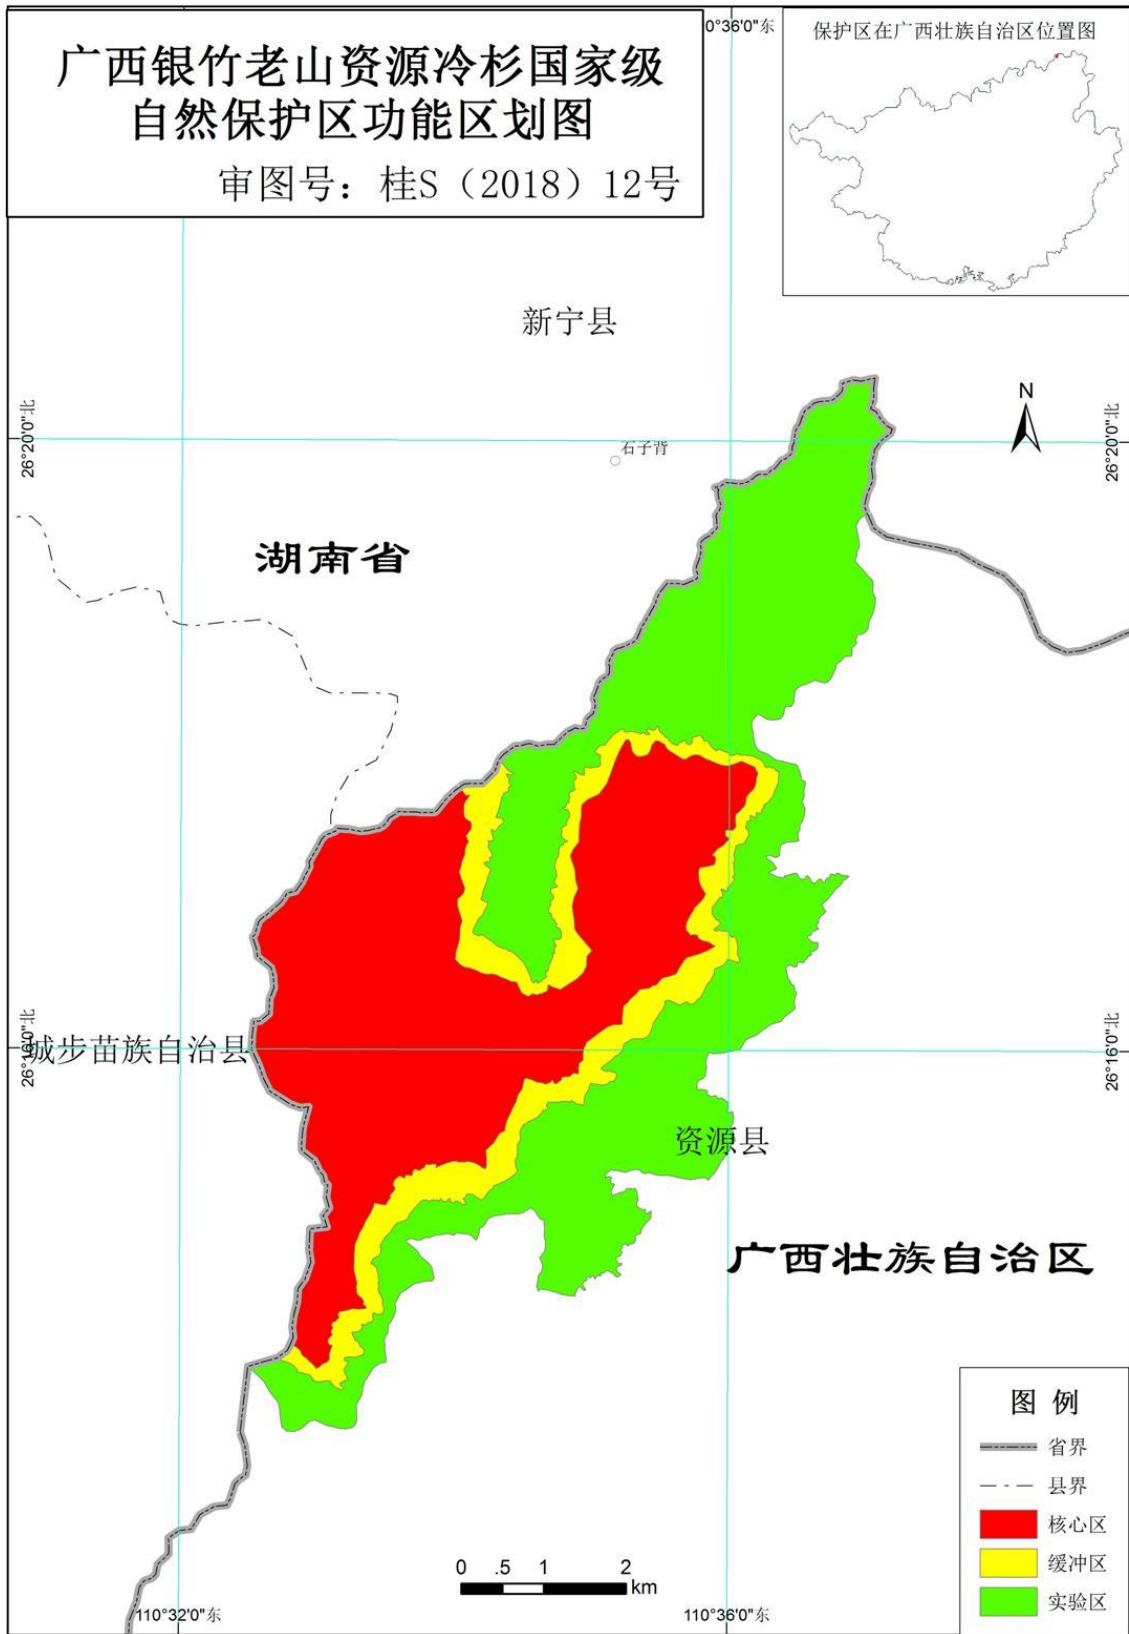 广西银竹老山资源冷杉国家级
自然保护区功能区划图
审图号：桂S（2018）12号
0°36'0"东
保护区在广西壮族自治区位置图
新宁县
N
26°20'0"北
26°20'0"北
石子背
湖南省
城步苗族自治县
26°16'0"北
26°16'0"北
资源县
广西壮族自治区
图 例
省界
县界
核心区
缓冲区
实验区
0 .5 1 2
km
110°32'0"东
110°36'0"东